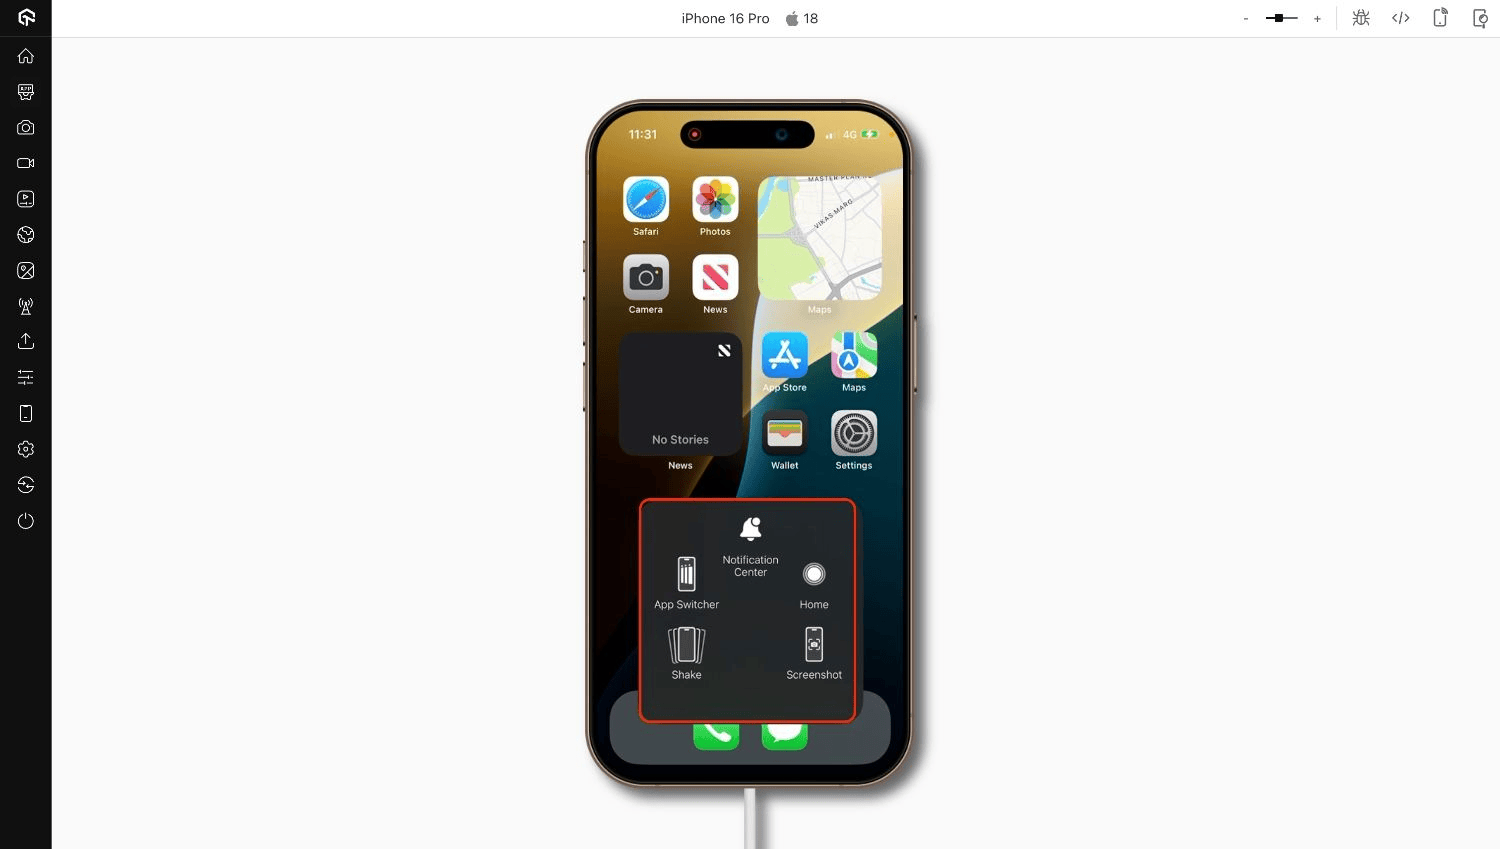 iPhone 16 Pro 18
- +
APP
11:31 4G
MASTER PLAN
VIKAS MARG
Safari Photos
Camera News Maps
No Stories
App Store Maps
News Wallet Settings
Notification
Center
App Switcher Home
Shake Screenshot